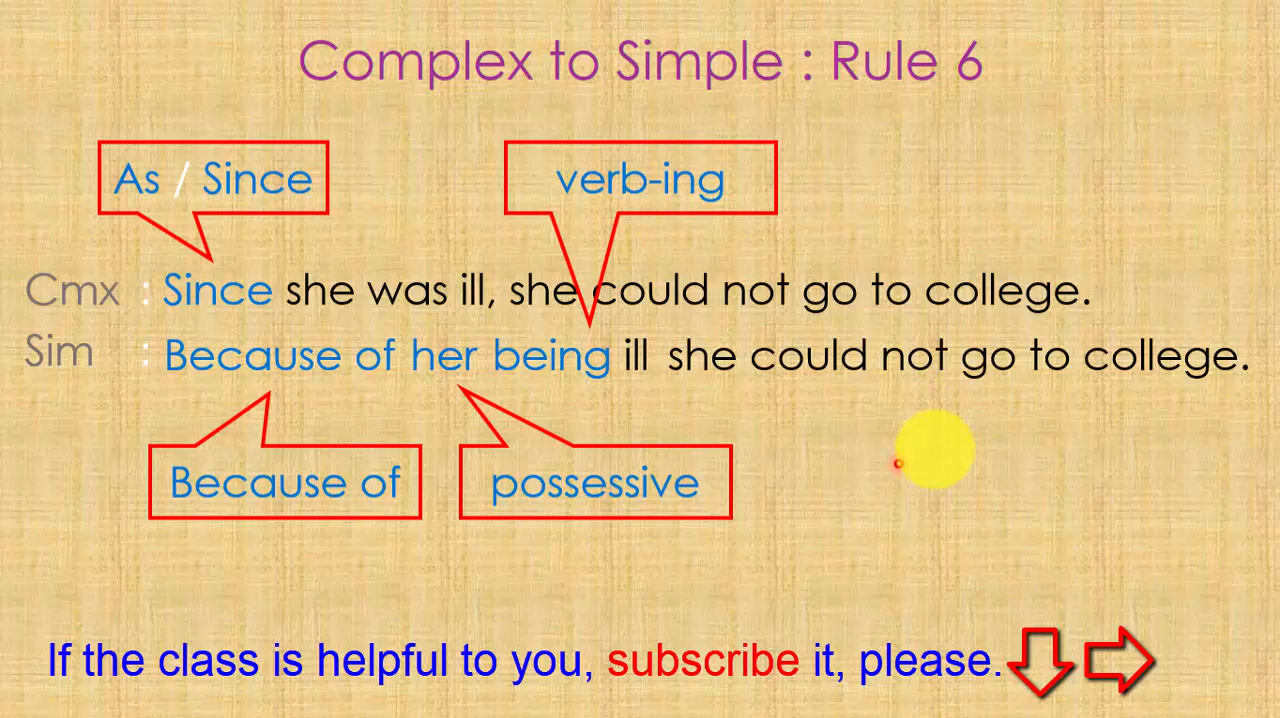 Complex to Simple : Rule 6
As / Since
verb-ing
Cmx : Since she was ill, she could not go to college.
Sim : Because of her being ill she could not go to college.
Because of
possessive
If the class is helpful to you, subscribe it, please.